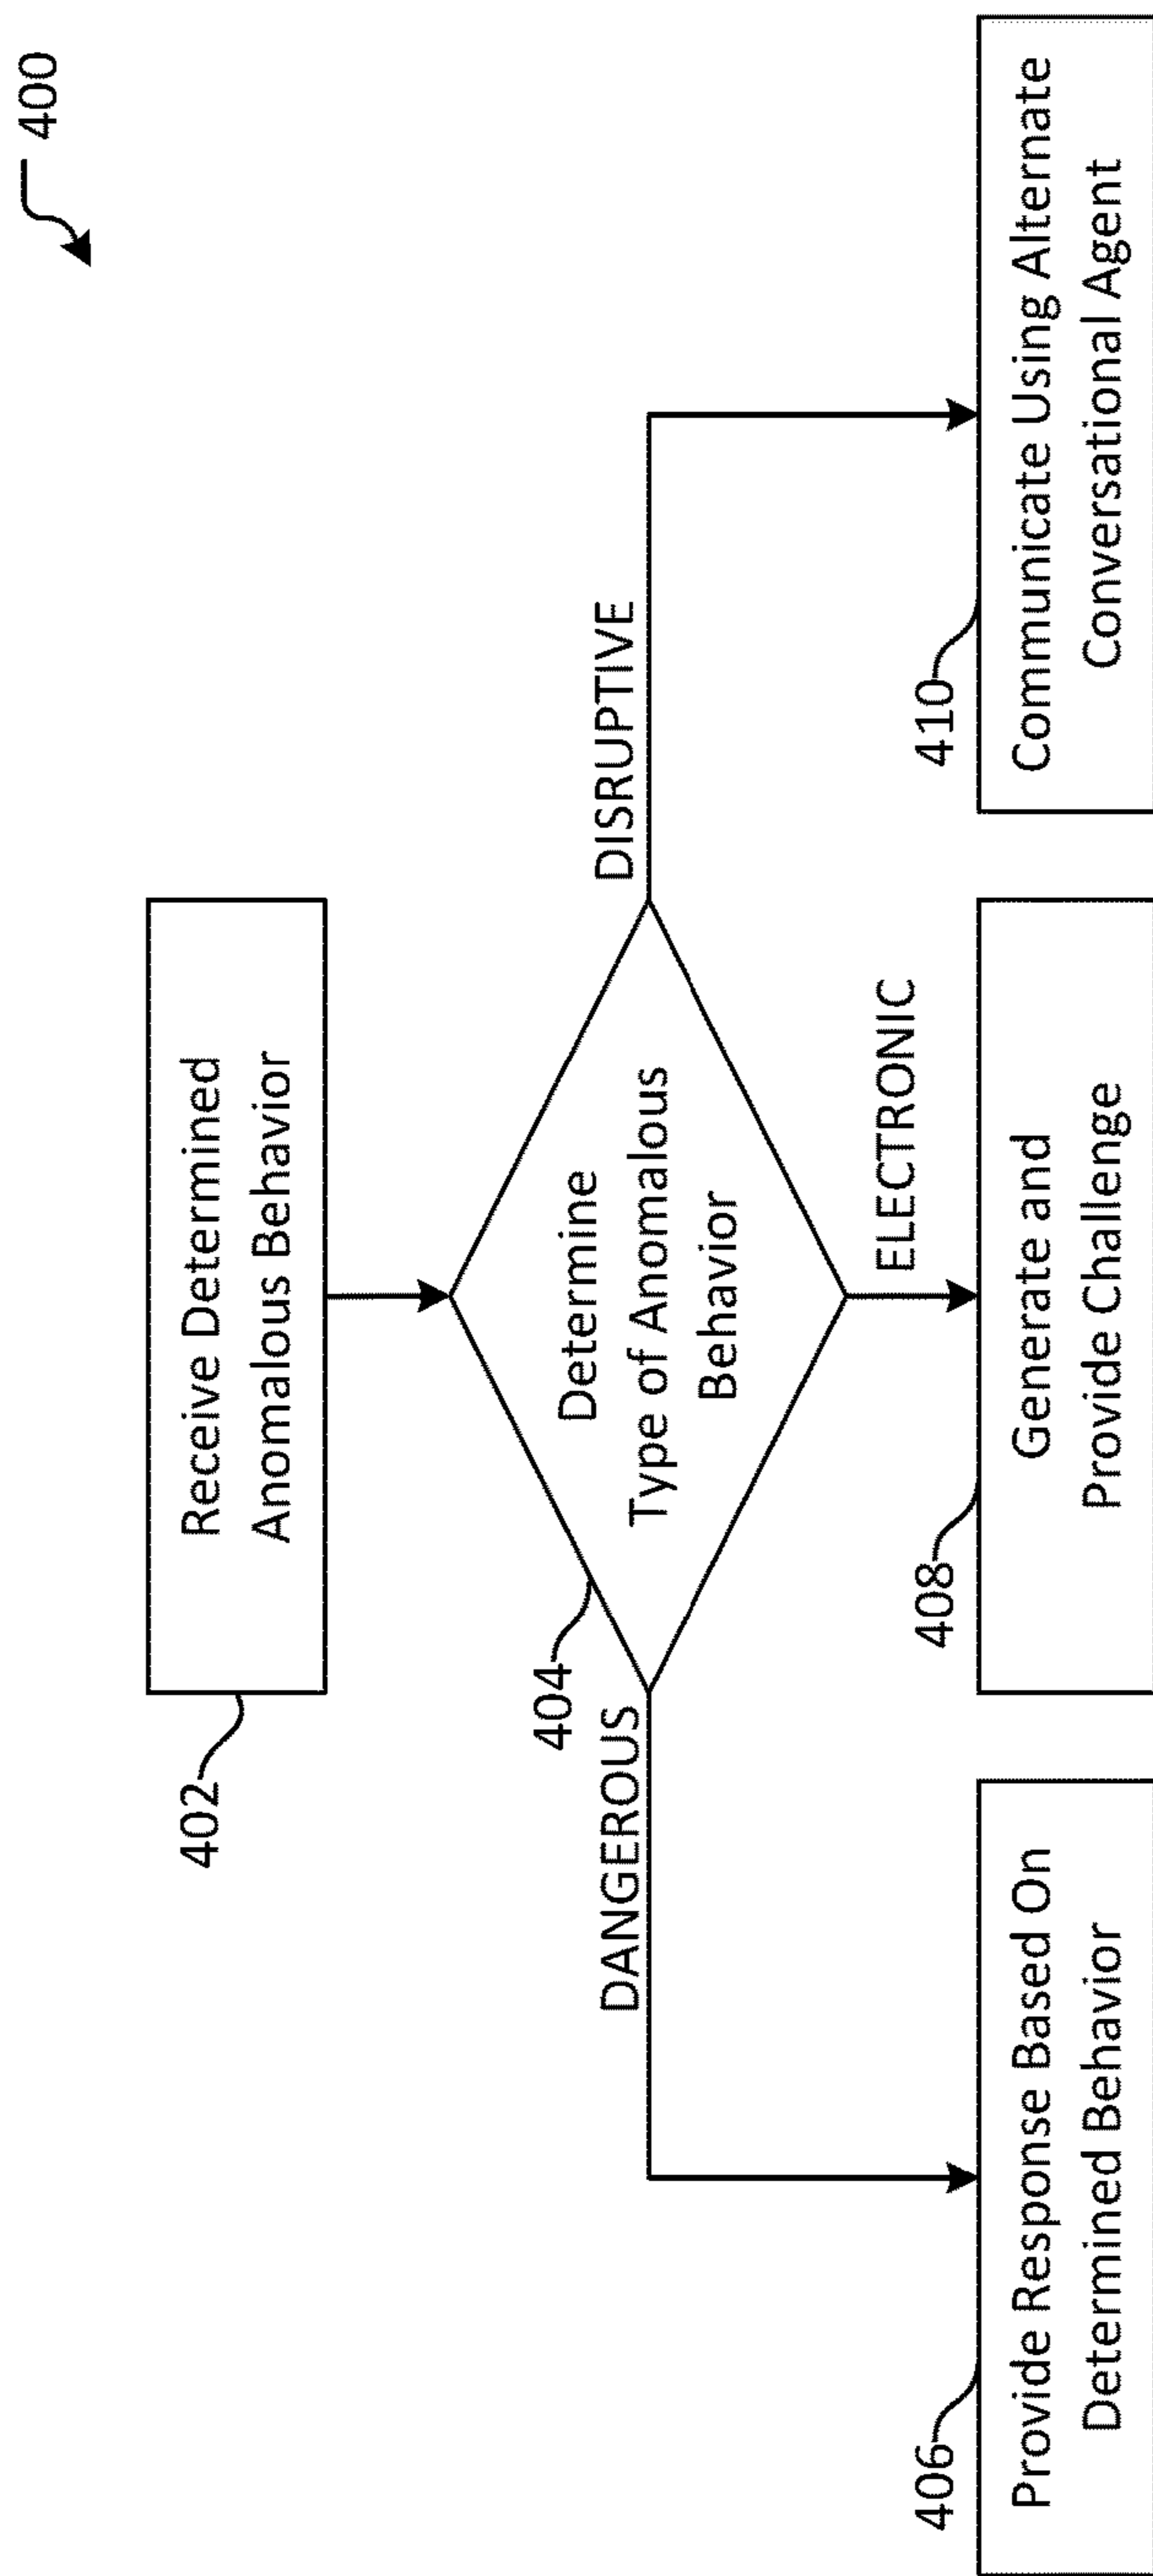 400
402
Receive Determined
Anomalous Behavior
404
Determine
Type of Anomalous
Behavior
DANGEROUS
ELECTRONIC
DISRUPTIVE
406
Provide Response Based On
Determined Behavior
408
Generate and
Provide Challenge
410
Communicate Using Alternate
Conversational Agent